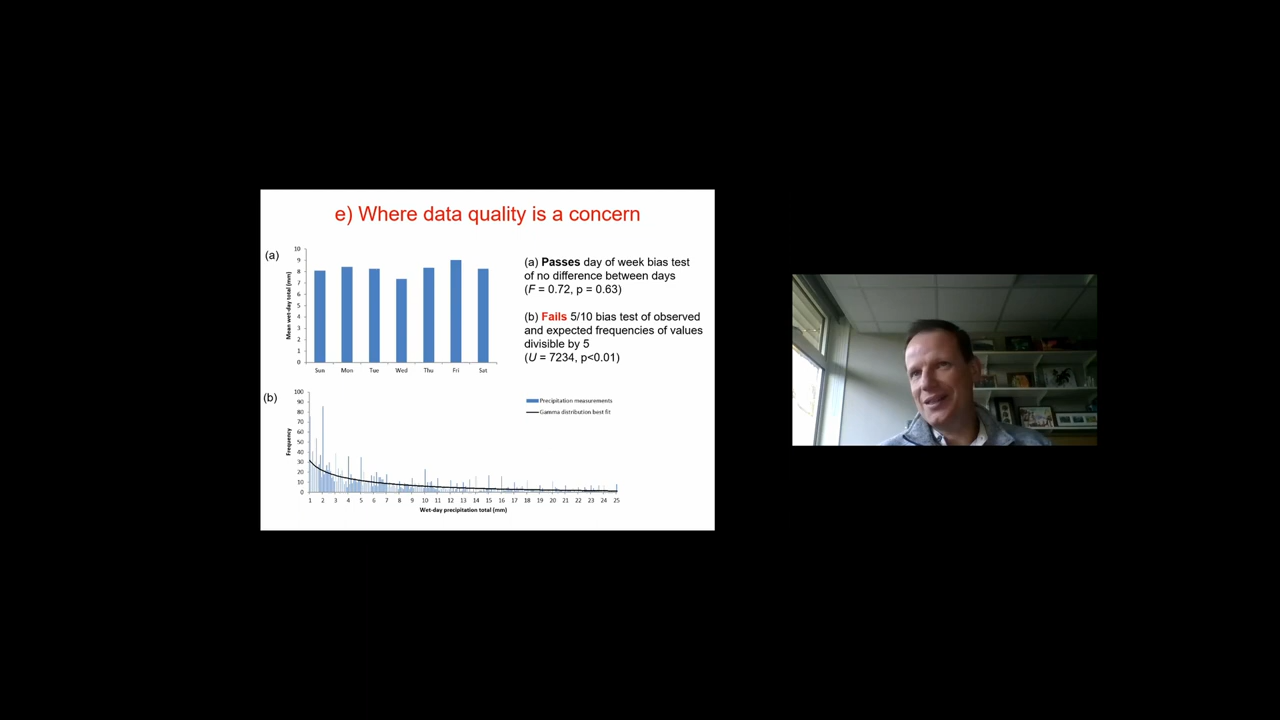 e) Where data quality is a concern
(a)
10
9
8
7
6
5
4
3
2
1
0
Mean wet-day total (mm)
Sun Mon Tue Wed Thu Fri Sat
(a) Passes day of week bias test
of no difference between days
(F = 0.72, p = 0.63)
(b) Fails 5/10 bias test of observed
and expected frequencies of values
divisible by 5
(U = 7234, p<0.01)
(b)
100
90
80
70
60
50
40
30
20
10
0
Frequency
Precipitation measurements
Gamma distribution best fit
1 2 3 4 5 6 7 8 9 10 11 12 13 14 15 16 17 18 19 20 21 22 23 24 25
Wet-day precipitation total (mm)